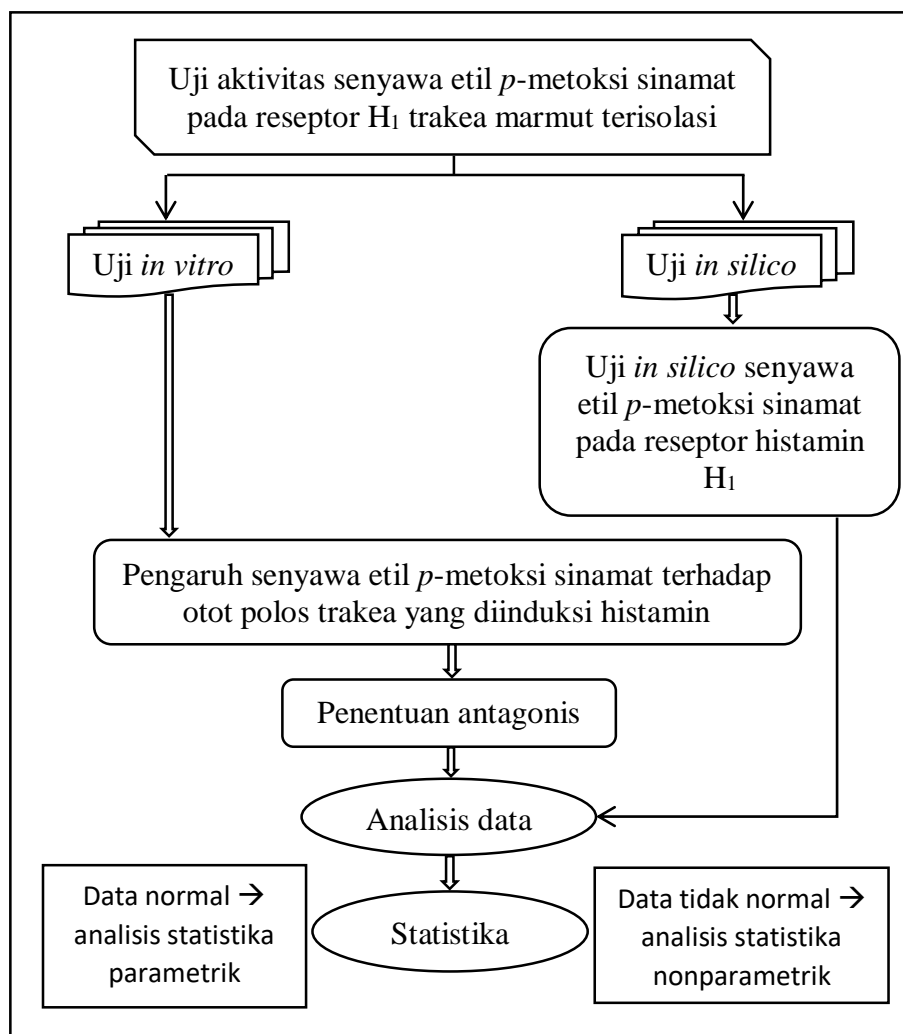 Uji aktivitas senyawa etil p-metoksi sinamat
pada reseptor H₁ trakea marmut terisolasi
Uji in vitro
Uji in silico
Uji in silico senyawa
etil p-metoksi sinamat
pada reseptor histamin
H₁
Pengaruh senyawa etil p-metoksi sinamat terhadap
otot polos trakea yang diinduksi histamin
Penentuan antagonis
Analisis data
Data normal →
analisis statistika
parametrik
Statistika
Data tidak normal →
analisis statistika
nonparametrik